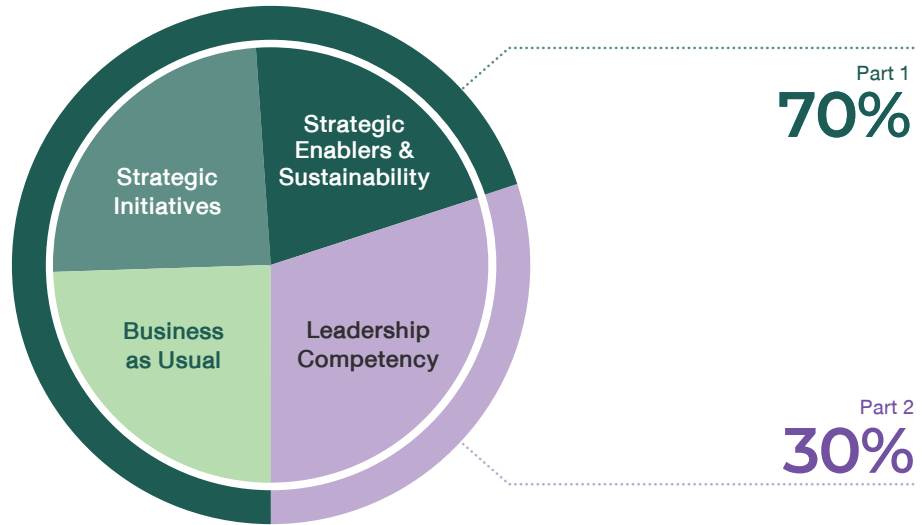 Strategic
Enablers &
Sustainability
Strategic
Initiatives
Business
as Usual
Leadership
Competency
Part 1
70%
Part 2
30%